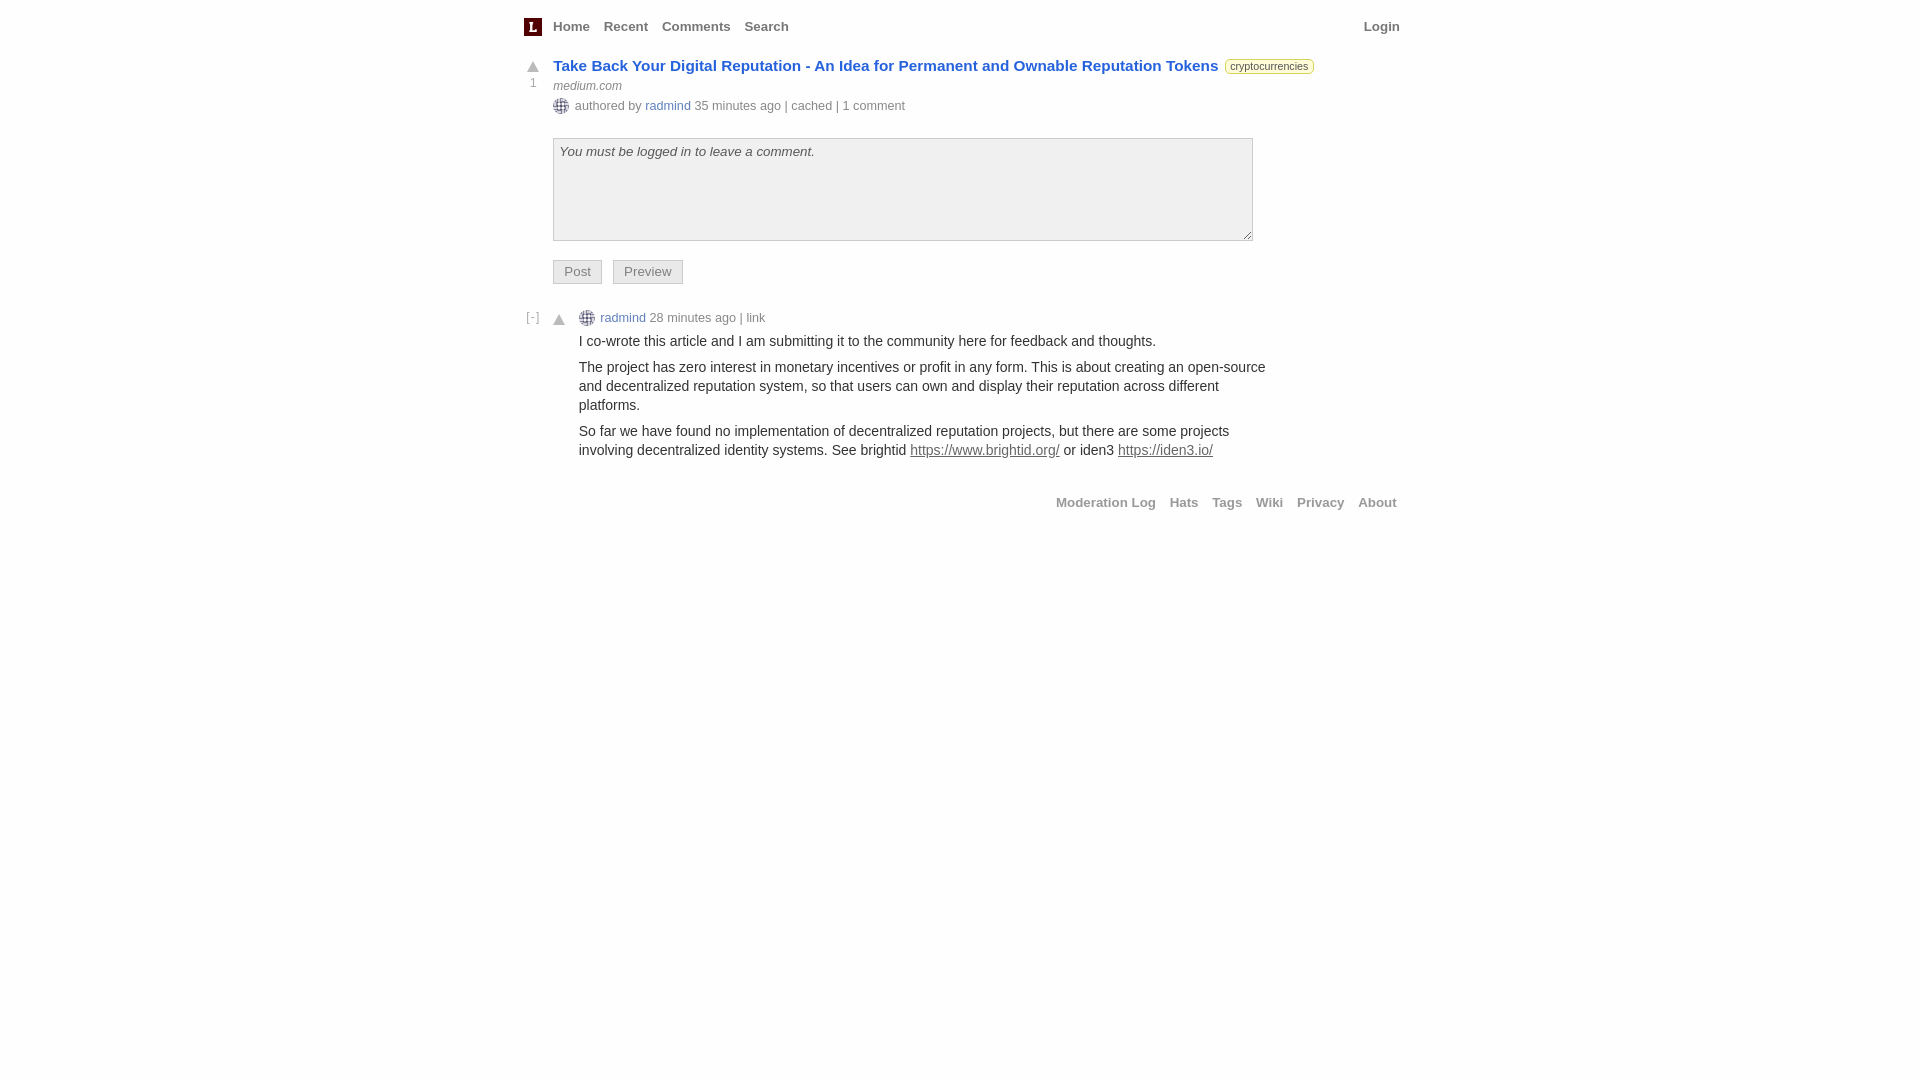 L Home Recent Comments Search Login
Take Back Your Digital Reputation - An Idea for Permanent and Ownable Reputation Tokens cryptocurrencies
1
medium.com
authored by radmind 35 minutes ago | cached | 1 comment
You must be logged in to leave a comment.
Post Preview
[-] radmind 28 minutes ago | link
I co-wrote this article and I am submitting it to the community here for feedback and thoughts.
The project has zero interest in monetary incentives or profit in any form. This is about creating an open-source
and decentralized reputation system, so that users can own and display their reputation across different
platforms.
So far we have found no implementation of decentralized reputation projects, but there are some projects
involving decentralized identity systems. See brightid https://www.brightid.org/ or iden3 https://iden3.io/
Moderation Log Hats Tags Wiki Privacy About